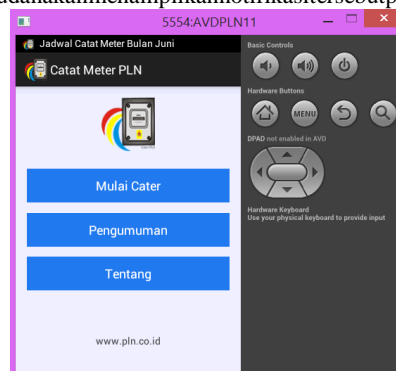 5554:AVDPLN11
Jadwal Catat Meter Bulan Juni
Catat Meter PLN
Mulai Cater
Pengumuman
Tentang
www.pln.co.id
Basic Controls
Hardware Buttons
MENU
DPAD not enabled in AVD
Hardware Keyboard
Use your physical keyboard to provide input